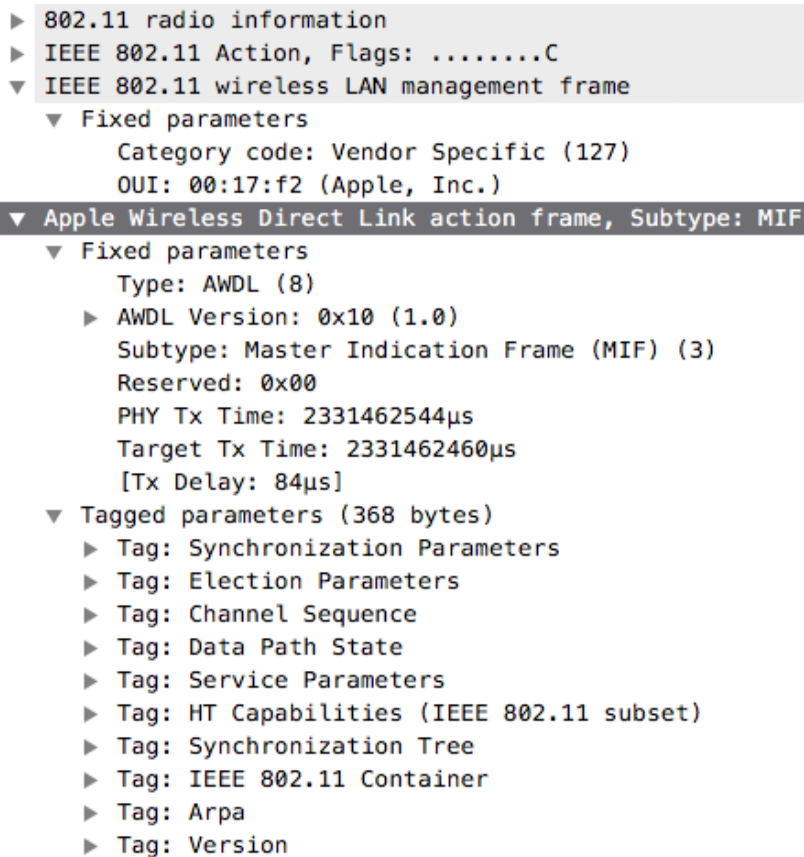 802.11 radio information
IEEE 802.11 Action, Flags: ........C
IEEE 802.11 wireless LAN management frame
Fixed parameters
Category code: Vendor Specific (127)
OUI: 00:17:f2 (Apple, Inc.)
Apple Wireless Direct Link action frame, Subtype: MIF
Fixed parameters
Type: AWDL (8)
AWDL Version: 0x10 (1.0)
Subtype: Master Indication Frame (MIF) (3)
Reserved: 0x00
PHY Tx Time: 2331462544µs
Target Tx Time: 2331462460µs
[Tx Delay: 84µs]
Tagged parameters (368 bytes)
Tag: Synchronization Parameters
Tag: Election Parameters
Tag: Channel Sequence
Tag: Data Path State
Tag: Service Parameters
Tag: HT Capabilities (IEEE 802.11 subset)
Tag: Synchronization Tree
Tag: IEEE 802.11 Container
Tag: Arpa
Tag: Version